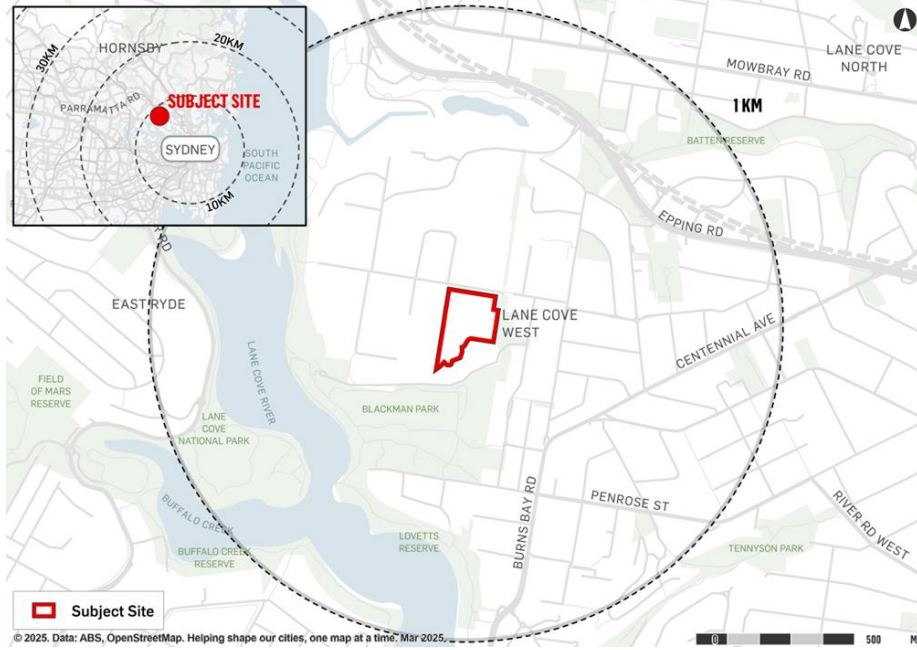 30KM
HORNSBY
20KM
PARRAMATTA RD
SUBJECT SITE
SYDNEY
SOUTH
PACIFIC
OCEAN
10KM
LANE COVE
NORTH
MOWBRAY RD
1 KM
BATTEN RESERVE
EPPING RD
RD
EAST RYDE
LANE COVE
WEST
CENTENNIAL AVE
LANE COVE RIVER
FIELD
OF MARS
RESERVE
BLACKMAN PARK
LANE
COVE
NATIONAL PARK
PENROSE ST
BURNS BAY RD
RIVER RD WEST
BUFFALO CREEK
LOVETTS
RESERVE
BUFFALO CREEK
RESERVE
TENNYSON PARK
Subject Site
© 2025. Data: ABS, OpenStreetMap. Helping shape our cities, one map at a time. Mar 2025.
0 500 M